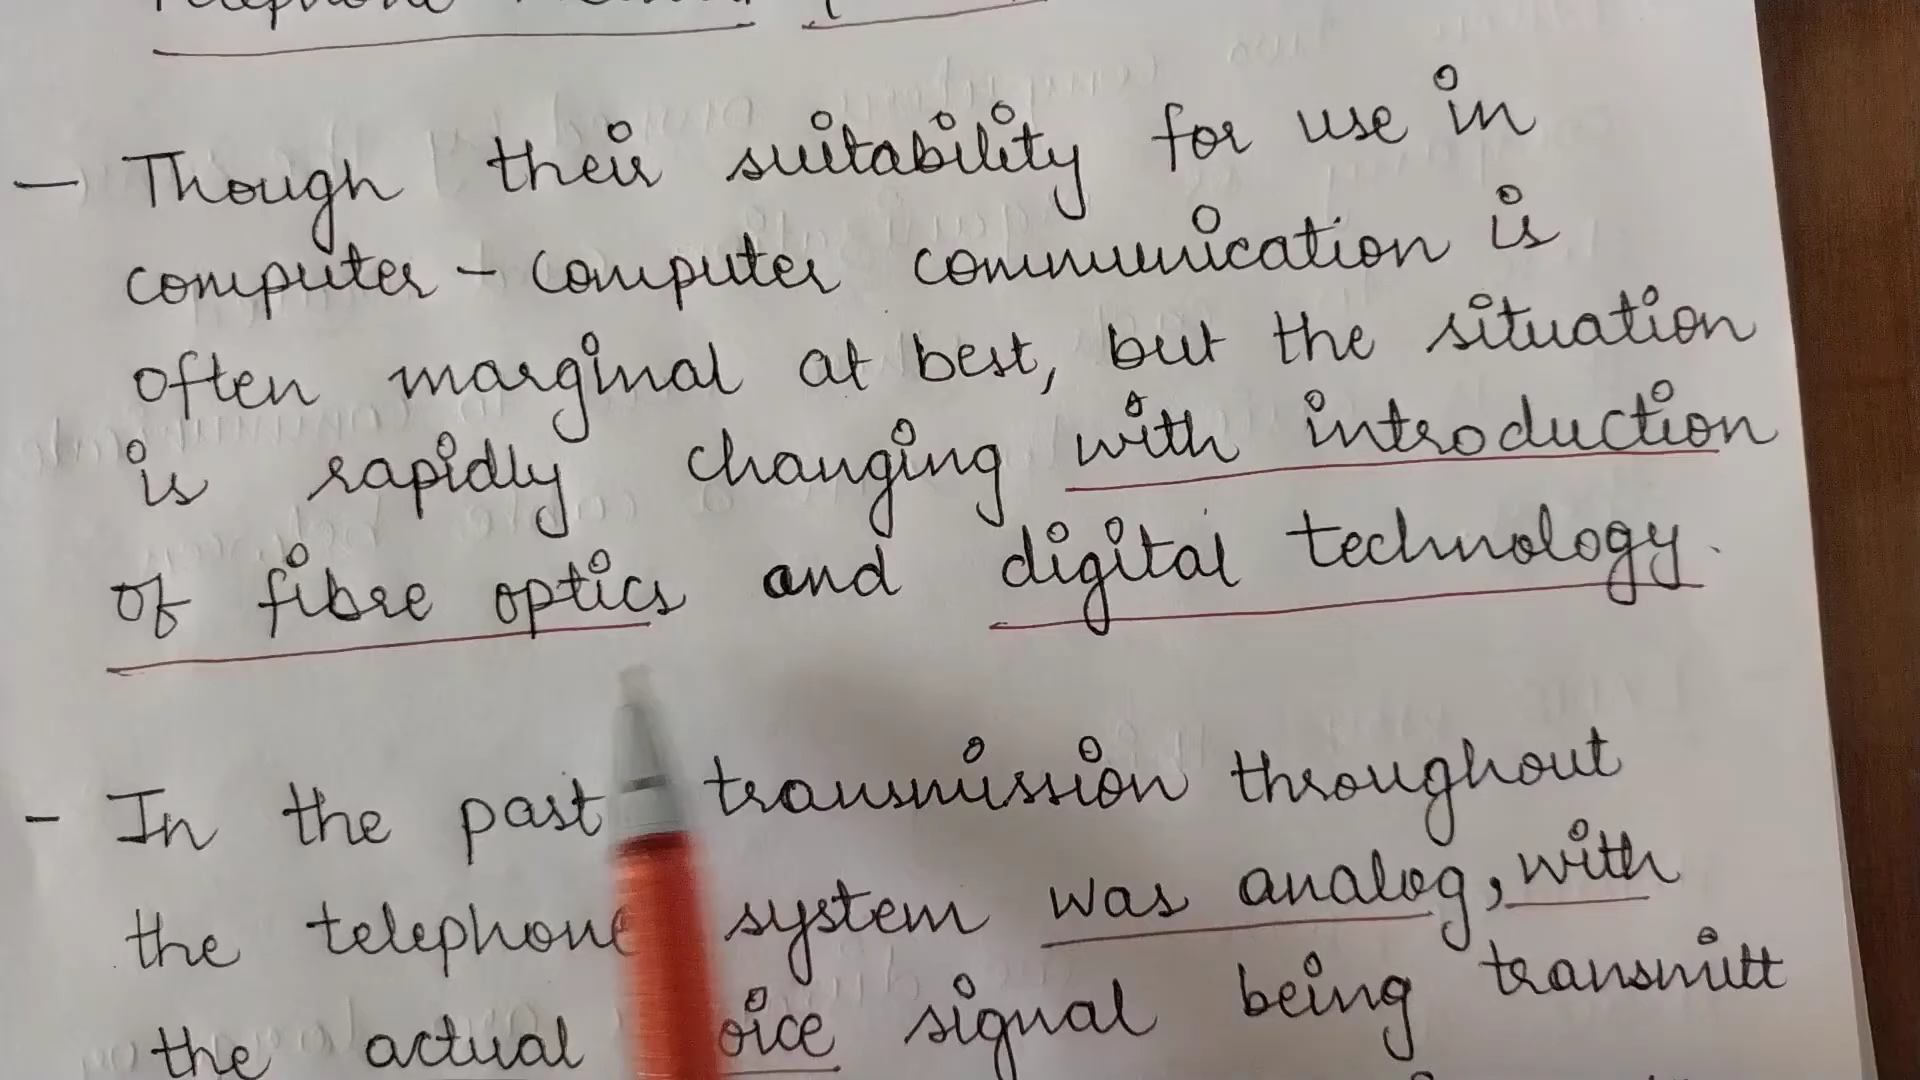 Telephone
- Though their suitability for use in
computer - computer communication is
often marginal at best, but the situation
is rapidly changing with introduction
of fibre optics and digital technology.
- In the past transmission throughout
the telephone system was analog, with
the actual oice signal being transmitt